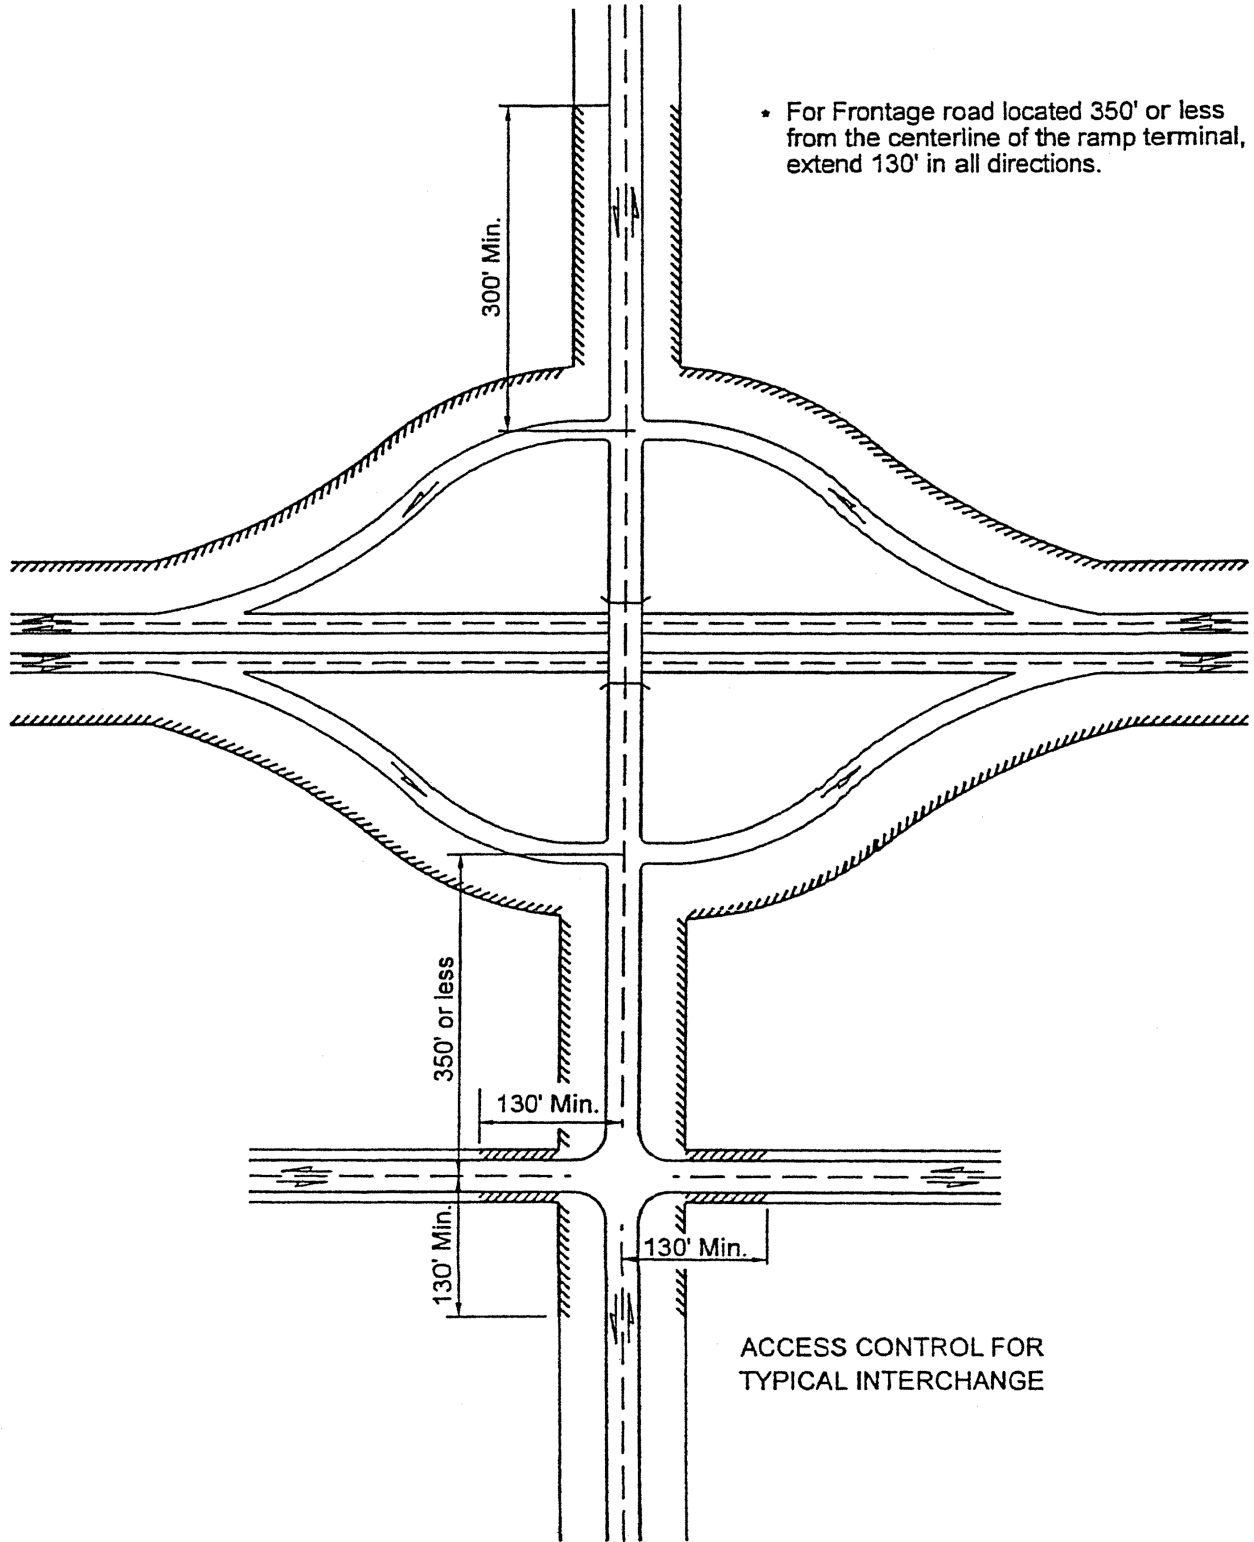 * For Frontage road located 350' or less
from the centerline of the ramp terminal,
extend 130' in all directions.
300' Min.
350' or less
130' Min.
130' Min.
130' Min.
ACCESS CONTROL FOR
TYPICAL INTERCHANGE